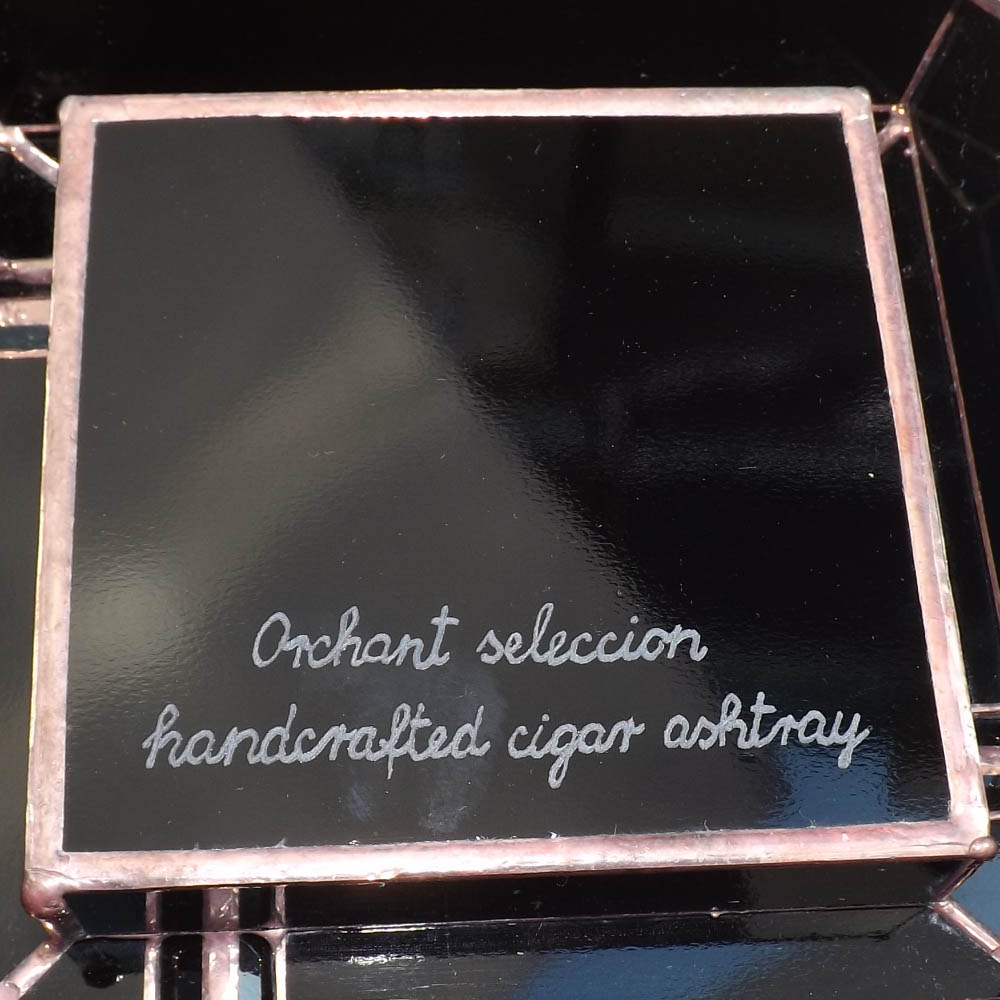 Orchant seleccion
handcrafted cigar ashtray